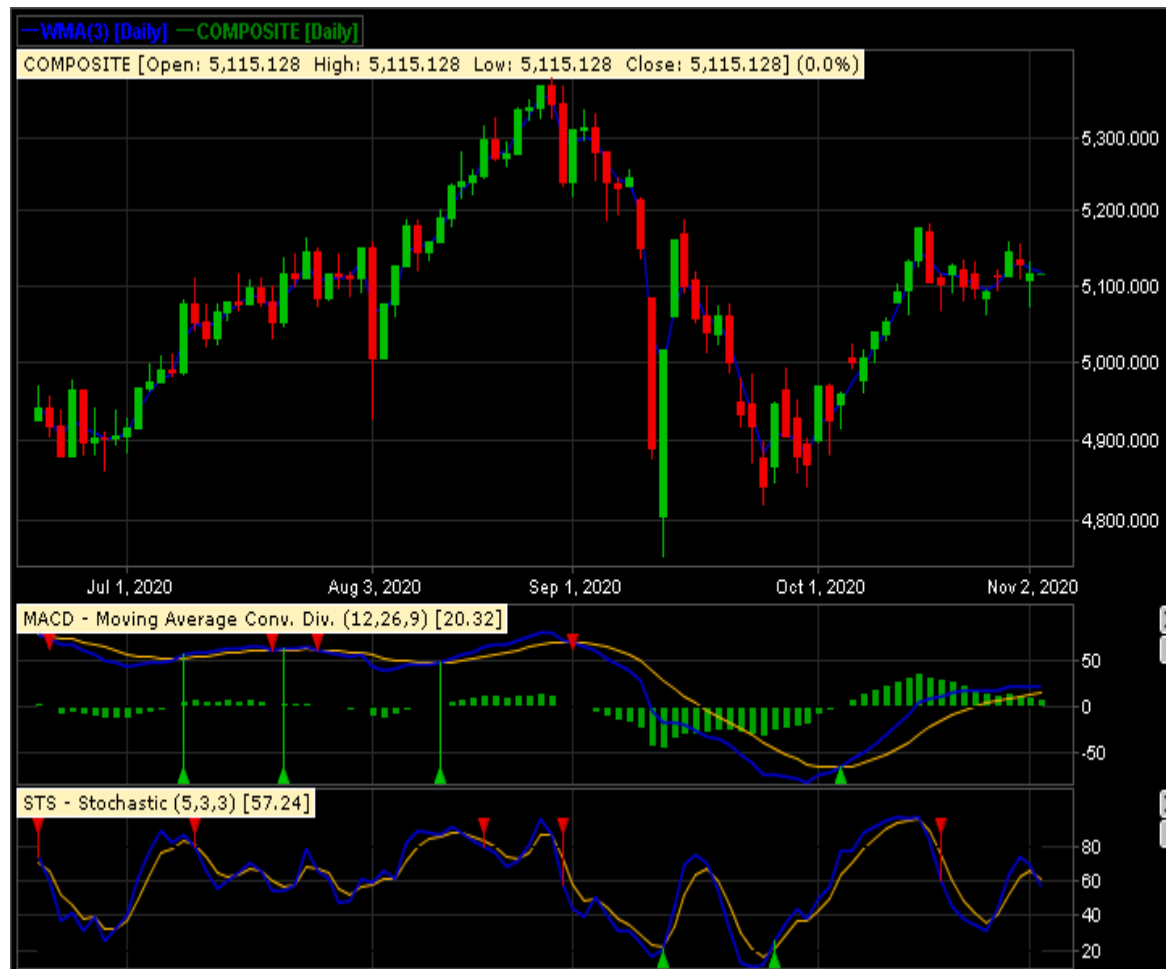 WMA(3) [Daily] COMPOSITE [Daily]
COMPOSITE [Open: 5,115.128 High: 5,115.128 Low: 5,115.128 Close: 5,115.128] (0.0%)
5,300.000
5,200.000
5,100.000
5,000.000
4,900.000
4,800.000
Jul 1, 2020 Aug 3, 2020 Sep 1, 2020 Oct 1, 2020 Nov 2, 2020
MACD - Moving Average Conv. Div. (12,26,9) [20.32]
50
0
-50
STS - Stochastic (5,3,3) [57.24]
80
60
40
20